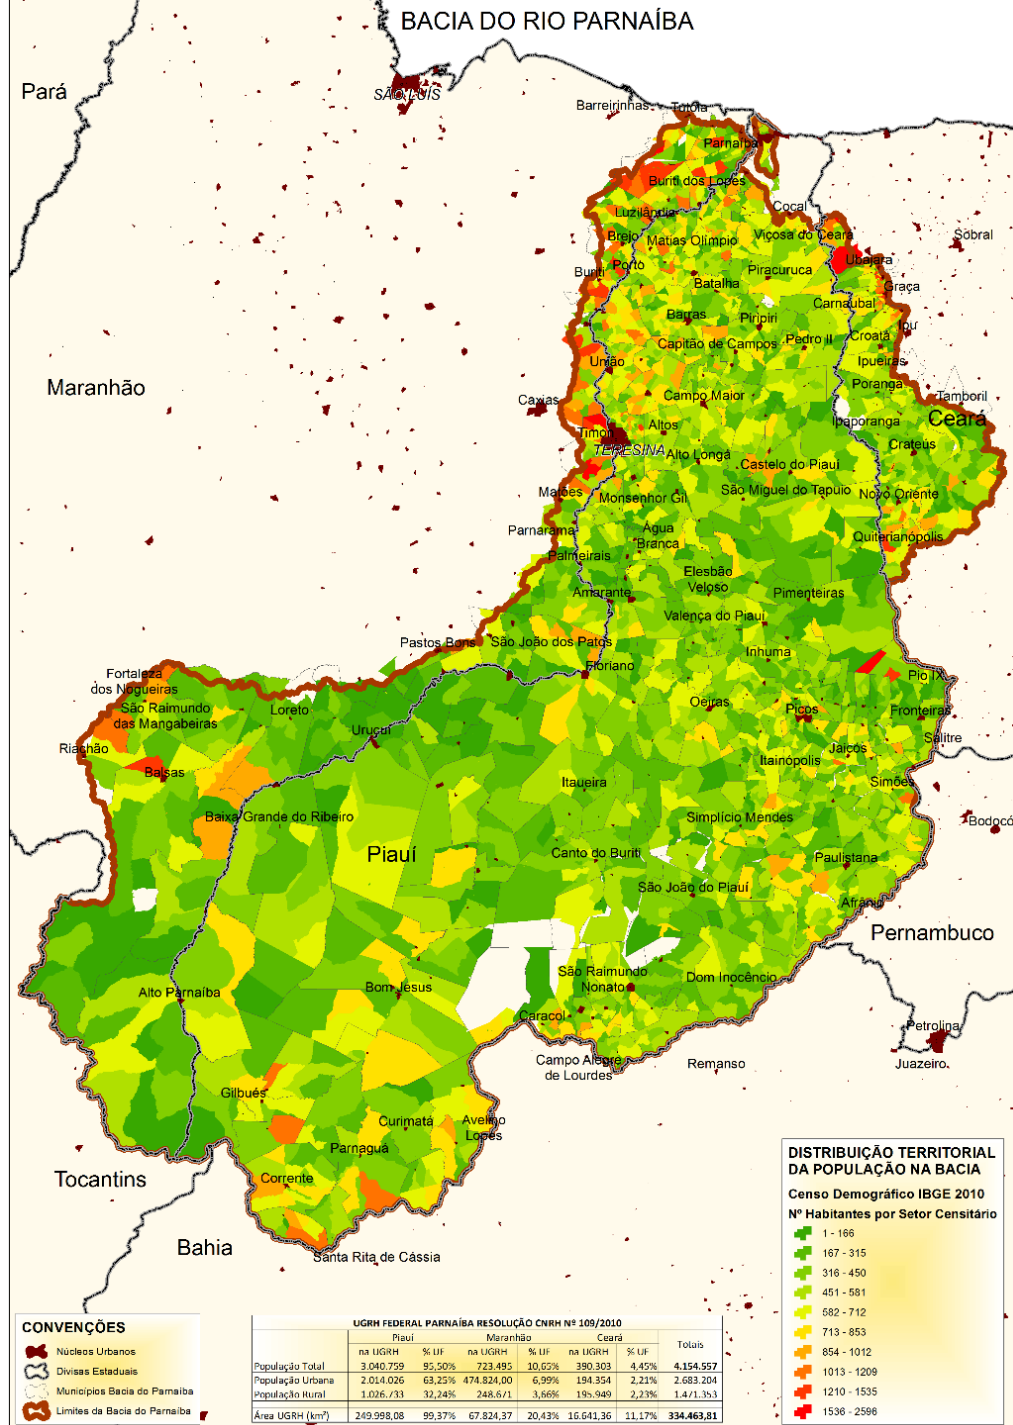 BACIA DO RIO PARNAÍBA
Pará
SÃO LUÍS
Barreirinhas
Tutóia
Parnaíba
Buriti dos Lopes
Luzilândia
Cocal
Brejo
Matias Olímpio
Viçosa do Ceará
Sobral
Ubajara
Buriti
Porto
Piracuruca
Batalha
Graça
Carnaubal
Barras
Piripiri
Ipu
Capitão de Campos
Pedro II
Croatá
União
Ipueiras
Maranhão
Poranga
Caxias
Campo Maior
Tamboril
Ceará
Timon
Altos
Ipaporanga
TERESINA
Alto Longá
Crateús
Castelo do Piauí
Matões
Monsenhor Gil
São Miguel do Tapuio
Novo Oriente
Parnarama
Água
Branca
Quiterianópolis
Palmeirais
Elesbão
Veloso
Amarante
Pimenteiras
Valença do Piauí
Pastos Bons
São João dos Patos
Inhuma
Floriano
Fortaleza
dos Nogueiras
Pio IX
São Raimundo
das Mangabeiras
Loreto
Oeiras
Picos
Fronteiras
Uruçuí
Riachão
Jaicós
Salitre
Balsas
Itainópolis
Itaueira
Simões
Baixa Grande do Ribeiro
Simplício Mendes
Bodocó
Piauí
Canto do Buriti
Paulistana
São João do Piauí
Afrânio
Pernambuco
São Raimundo
Nonato
Dom Inocêncio
Alto Parnaíba
Bom Jesus
Caracol
Petrolina
Campo Alegre
de Lourdes
Remanso
Juazeiro
Gilbués
Curimatá
Avelino
Lopes
Parnaguá
Tocantins
Corrente
Bahia
Santa Rita de Cássia
DISTRIBUIÇÃO TERRITORIAL
DA POPULAÇÃO NA BACIA
Censo Demográfico IBGE 2010
Nº Habitantes por Setor Censitário
1 - 166
167 - 315
316 - 450
451 - 581
582 - 712
713 - 853
854 - 1012
1013 - 1209
1210 - 1535
1536 - 2596
CONVENÇÕES
Núcleos Urbanos
Divisas Estaduais
Municípios Bacia do Parnaíba
Limites da Bacia do Parnaíba
UGRH FEDERAL PARNAÍBA RESOLUÇÃO CNRH Nº 109/2010
Piauí Maranhão Ceará Totais
na UGRH % UF na UGRH % UF na UGRH % UF
População Total 3.040.759 95,50% 723.495 10,65% 390.303 4,45% 4.154.557
População Urbana 2.014.026 63,25% 474.824,00 6,99% 194.354 2,21% 2.683.204
População Rural 1.026.733 32,24% 248.671 3,66% 195.949 2,23% 1.471.353
Área UGRH (km²) 249.998,08 99,37% 67.824,37 20,43% 16.641,36 11,17% 334.463,81